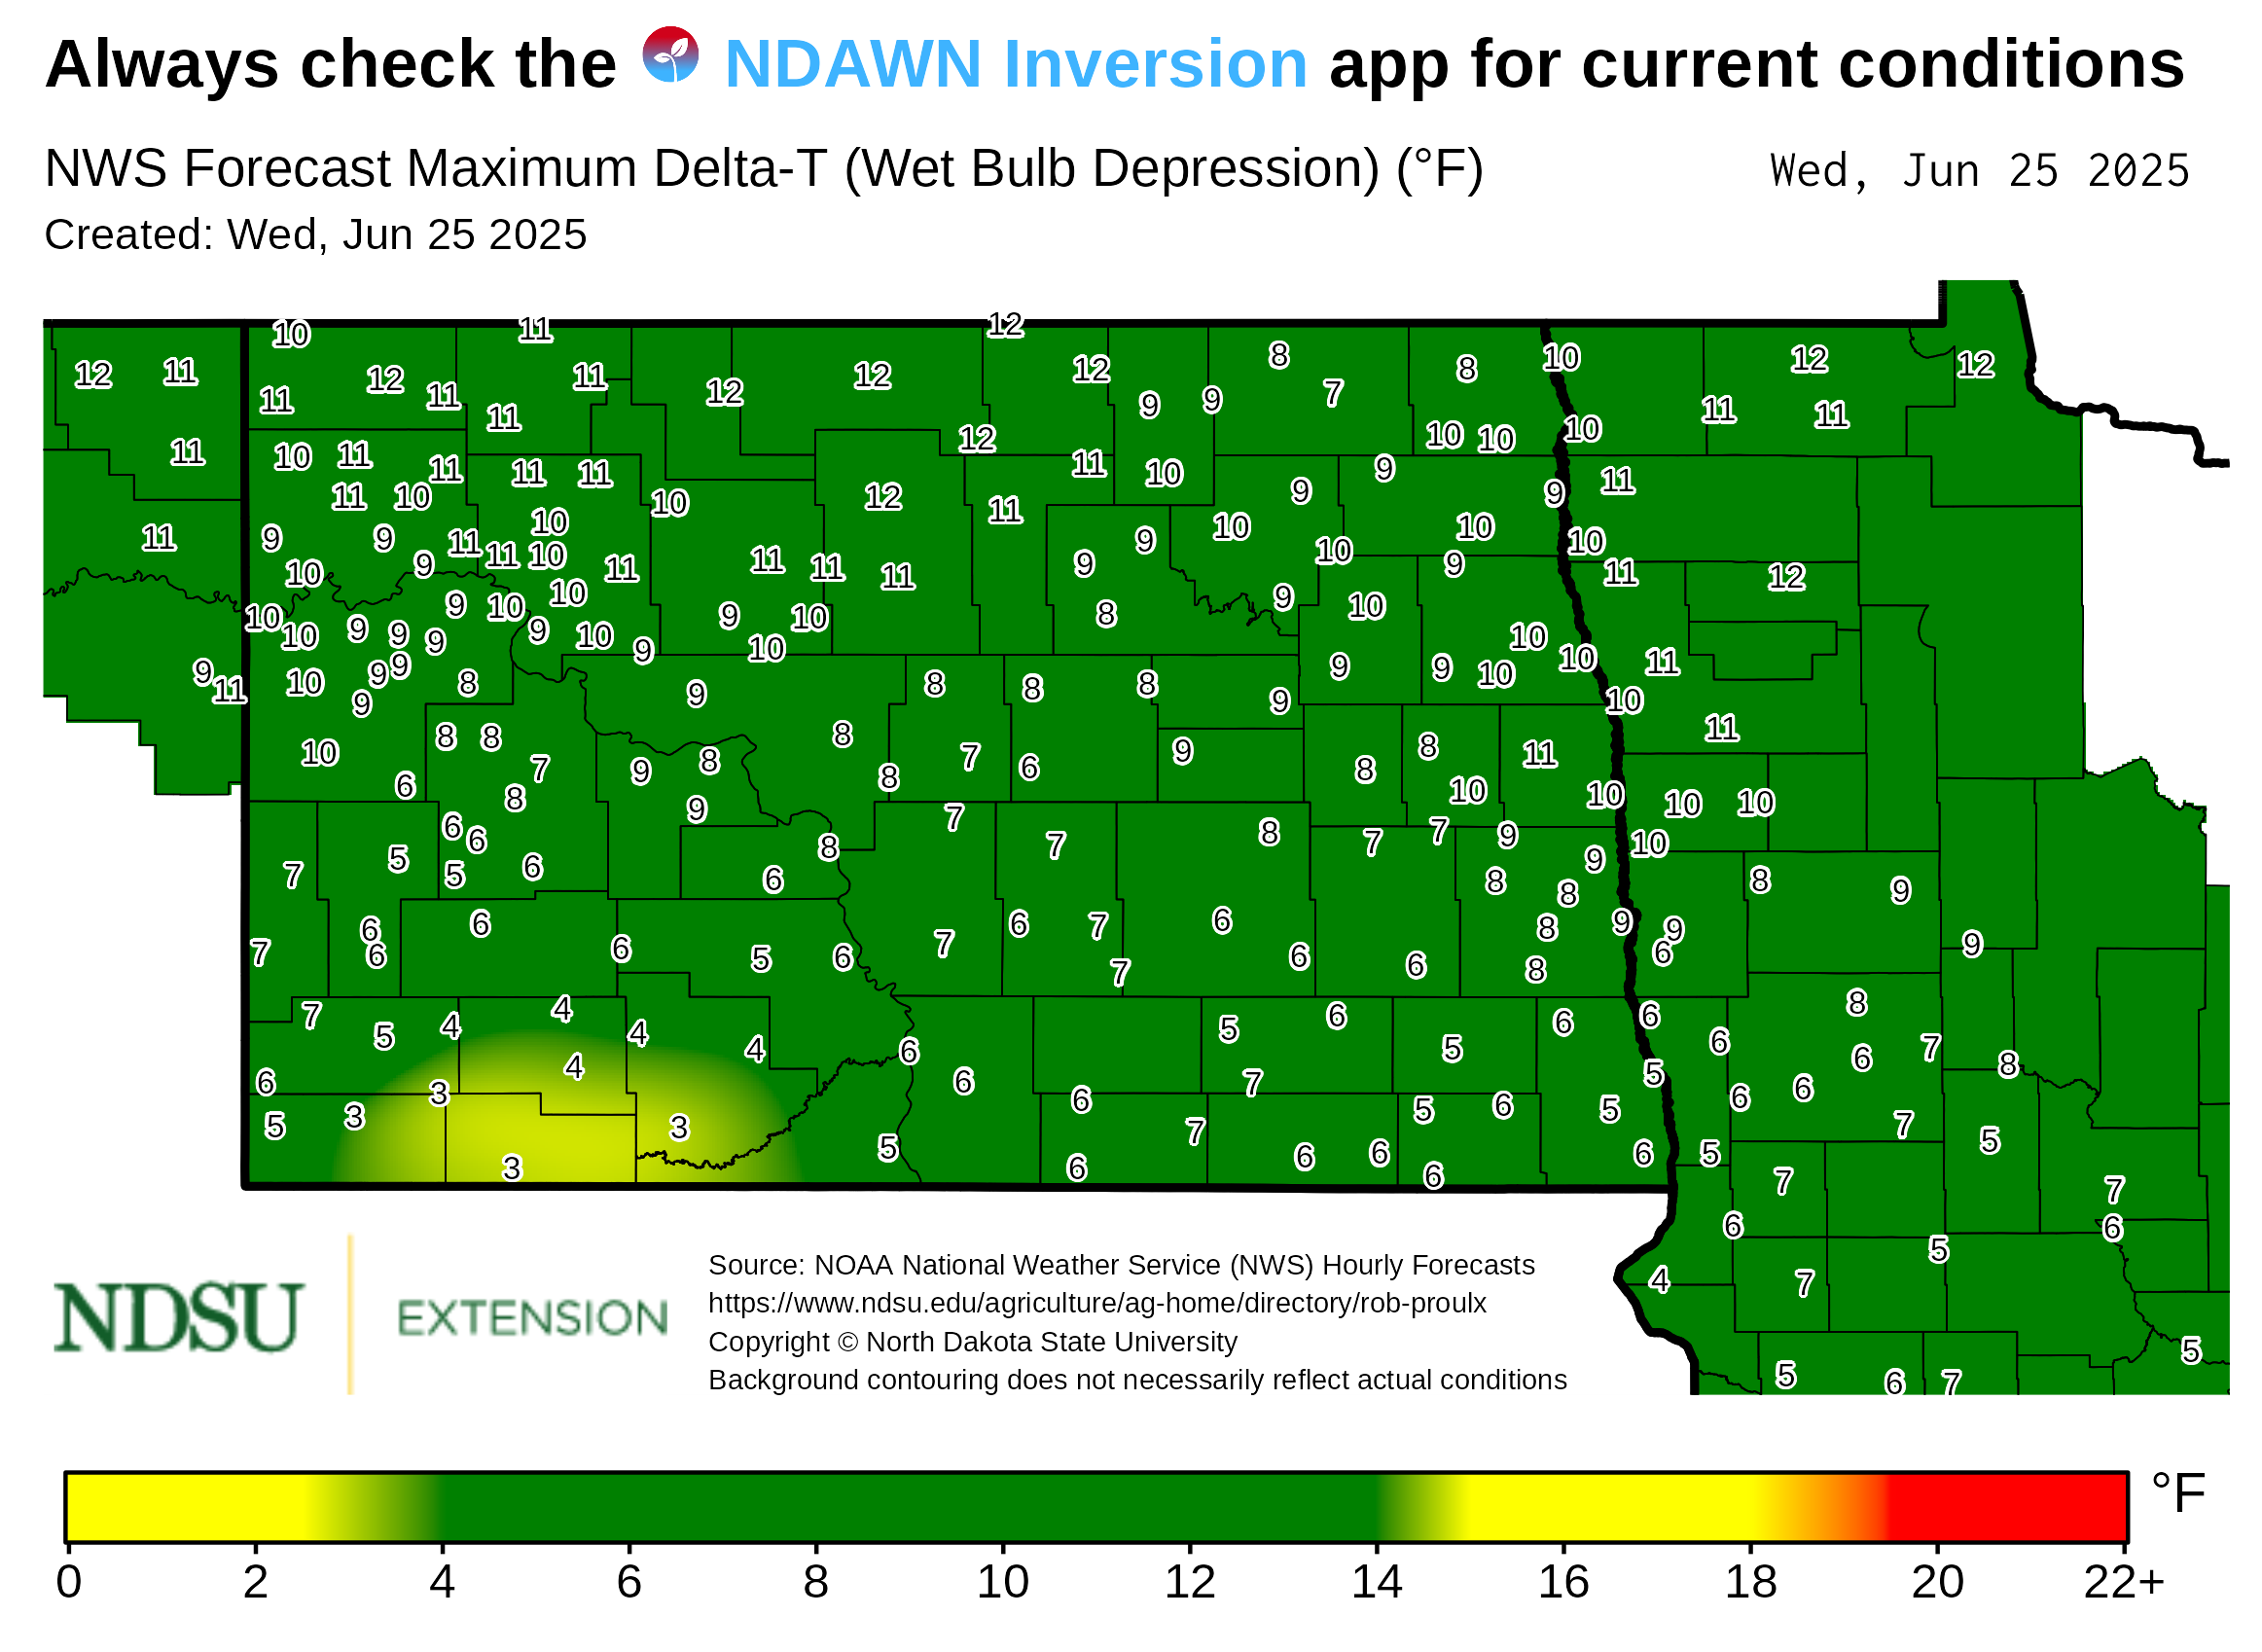 Always check the NDAWN Inversion app for current conditions
NWS Forecast Maximum Delta-T (Wet Bulb Depression) (°F)
Wed, Jun 25 2025
Created: Wed, Jun 25 2025
10 11 12
12 11 12 11 11 12 12 12 8 7 8 10 12 12
11 11 12 9 9 11 11
11 10 11 11 11 11 12 11 10 10 10 10
11 10 10 12 11 9 9 9 11
11 9 9 11 11 10 10 11 11 11 11 9 10 10 10 10
10 9 8 9 9 11 12
10 10 9 9 9 9 10 10 9 10 9 10 9 10 10 10
9 11 10 9 9 9 8 9 8 8 8 9 9 9 10 11 10
10 8 8 7 9 8 8 8 7 6 9 8 8 11 11
6 8 9 7 10 10 10 10
6 6 5 5 6 8 7 8 7 7 9 10
7 6 8 9 8 8 9
7 6 6 6 6 5 6 7 6 7 6 6 6 8 9 9 6 9
7 7 8
7 5 4 4 4 4 6 5 6 5 6 6 6 8 7
6 3 4 6 7 5 6 6 8
5 3 3 6 7 5 6 5 6 7 5
3 5 6 6 6 6 6 5 7 7
6 6 5
4 7
5 6 7 5
NDSU EXTENSION
Source: NOAA National Weather Service (NWS) Hourly Forecasts
https://www.ndsu.edu/agriculture/ag-home/directory/rob-proulx
Copyright © North Dakota State University
Background contouring does not necessarily reflect actual conditions
°F
0 2 4 6 8 10 12 14 16 18 20 22+